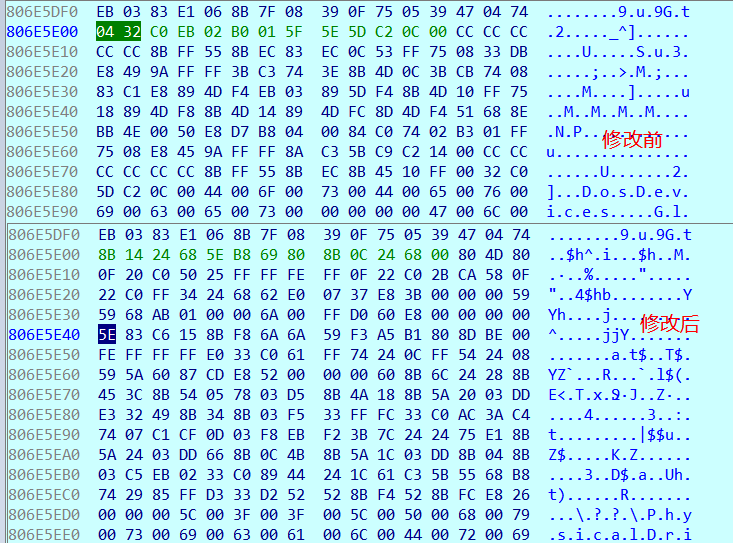 806E5DF0 EB 03 83 E1 06 8B 7F 08 39 0F 75 05 39 47 04 74 ........9.u.9G.t
806E5E00 04 32 C0 EB 02 B0 01 5F 5E 5D C2 0C 00 CC CC CC .2....._^]......
806E5E10 CC CC 8B FF 55 8B EC 83 EC 0C 53 FF 75 08 33 DB ....U.....S.u.3.
806E5E20 E8 49 9A FF FF 3B C3 74 3E 8B 4D 0C 3B CB 74 08 .....;..>.M.;...
806E5E30 83 C1 E8 89 4D F4 EB 03 89 5D F4 8B 4D 10 FF 75 ....M....].....u
806E5E40 18 89 4D F8 8B 4D 14 89 4D FC 8D 4D F4 51 68 8E ..M..M..M..M....
806E5E50 BB 4E 00 50 E8 D7 B8 04 00 84 C0 74 02 B3 01 FF .N.P............
806E5E60 75 08 E8 45 9A FF FF 8A C3 5B C9 C2 14 00 CC CC u...............
806E5E70 CC CC CC CC 8B FF 55 8B EC 8B 45 10 FF 00 32 C0 ......U.......2.
806E5E80 5D C2 0C 00 44 00 6F 00 73 00 44 00 65 00 76 00 ]...D.o.s.D.e.v.
806E5E90 69 00 63 00 65 00 73 00 00 00 00 00 47 00 6C 00 i.c.e.s.....G.l.
修改前
806E5DF0 EB 03 83 E1 06 8B 7F 08 39 0F 75 05 39 47 04 74 ........9.u.9G.t
806E5E00 8B 14 24 68 5E B8 69 80 8B 0C 24 68 00 80 4D 80 ..$h^.i...$h..M.
806E5E10 0F 20 C0 50 25 FF FF FE FF 0F 22 C0 2B CA 58 0F
806E5E20 22 C0 FF 34 24 68 62 E0 07 37 E8 3B 00 00 00 59 "..4$hb........Y
806E5E30 59 68 AB 01 00 00 6A 00 FF D0 60 E8 00 00 00 00 Yh....j.........
806E5E40 5E 83 C6 15 8B F8 6A 6A 59 F3 A5 B1 80 8D BE 00 ^.....jjY.......
806E5E50 FE FF FF FF E0 33 C0 61 FF 74 24 0C FF 54 24 08 .......a.t$..T$.
806E5E60 59 5A 60 87 CD E8 52 00 00 00 60 8B 6C 24 28 8B YZ`...R...`.l$(.
806E5E70 45 3C 8B 54 05 78 03 D5 8B 4A 18 8B 5A 20 03 DD
806E5E80 E3 32 49 8B 34 8B 03 F5 33 FF FC 33 C0 AC 3A C4 ....4.....3..:.
806E5E90 74 07 C1 CF 0D 03 F8 EB F2 3B 7C 24 24 75 E1 8B t.........|$$u..
806E5EA0 5A 24 03 DD 66 8B 0C 4B 8B 5A 1C 03 DD 8B 04 8B Z$.....K.Z......
806E5EB0 03 C5 EB 02 33 C0 89 44 24 1C 61 C3 5B 55 68 B8 ....3..D$.a..Uh.
806E5EC0 74 29 85 FF D3 33 D2 52 52 8B F4 52 8B FC E8 26 t)......R.......
806E5ED0 00 00 00 5C 00 3F 00 3F 00 5C 00 50 00 68 00 79 ...\.?.?.\.P.h.y
806E5EE0 00 73 00 69 00 63 00 61 00 6C 00 44 00 72 00 69 .s.i.c.a.l.D.r.i
修改后